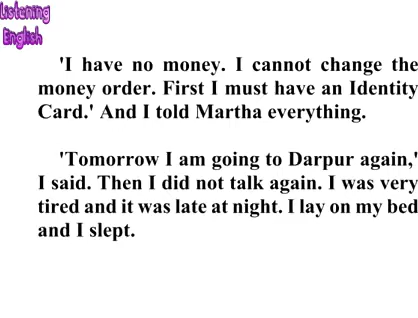 Listening
English
'I have no money. I cannot change the
money order. First I must have an Identity
Card.' And I told Martha everything.
'Tomorrow I am going to Darpur again,'
I said. Then I did not talk again. I was very
tired and it was late at night. I lay on my bed
and I slept.